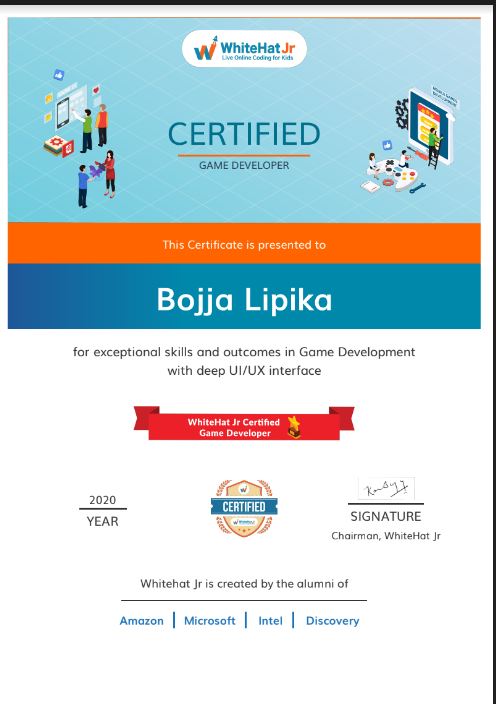 WhiteHat Jr
Live Online Coding for Kids
CERTIFIED
GAME DEVELOPER
This Certificate is presented to
Bojja Lipika
for exceptional skills and outcomes in Game Development
with deep UI/UX interface
WhiteHat Jr Certified
Game Developer
2020
YEAR
CERTIFIED
WhiteHat Jr
SIGNATURE
Chairman, WhiteHat Jr
Whitehat Jr is created by the alumni of
Amazon | Microsoft | Intel | Discovery